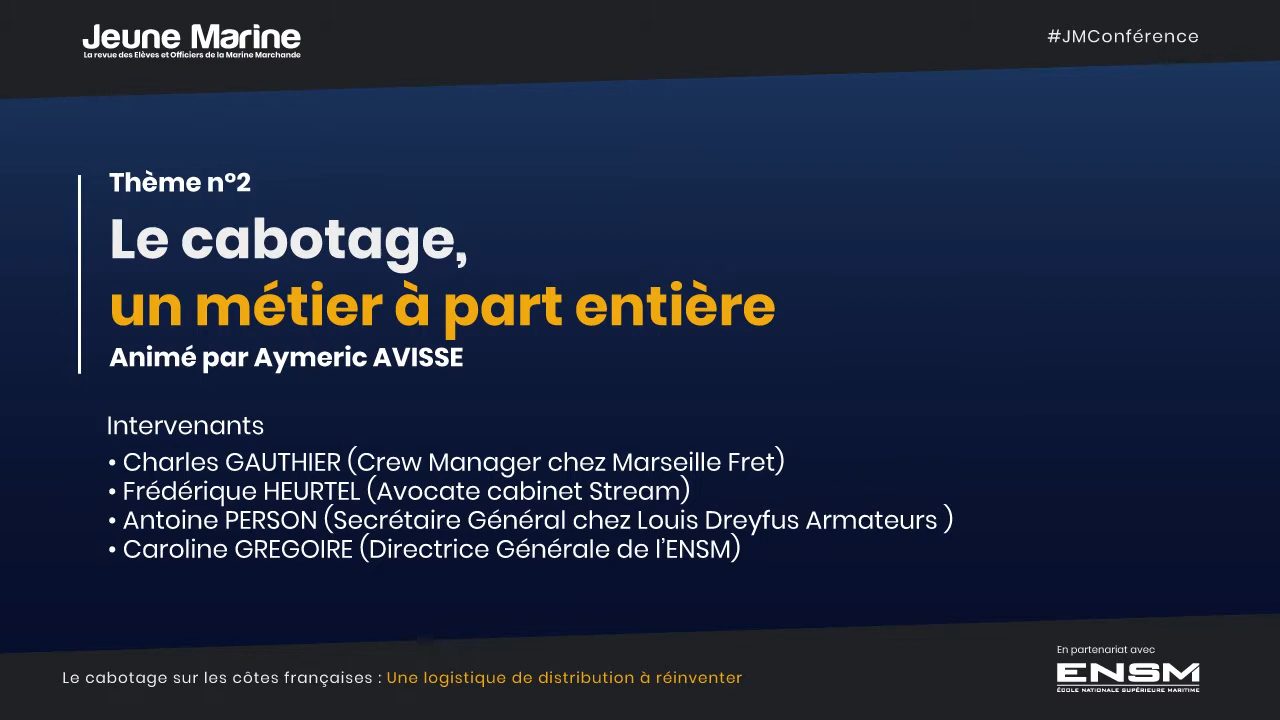 Jeune Marine
La revue des Elèves et Officiers de la Marine Marchande
#JMConférence
Thème n°2
Le cabotage,
un métier à part entière
Animé par Aymeric AVISSE
Intervenants
• Charles GAUTHIER (Crew Manager chez Marseille Fret)
• Frédérique HEURTEL (Avocate cabinet Stream)
• Antoine PERSON (Secrétaire Général chez Louis Dreyfus Armateurs )
• Caroline GREGOIRE (Directrice Générale de l’ENSM)
Le cabotage sur les côtes françaises : Une logistique de distribution à réinventer
En partenariat avec
ENSM
ÉCOLE NATIONALE SUPÉRIEURE MARITIME